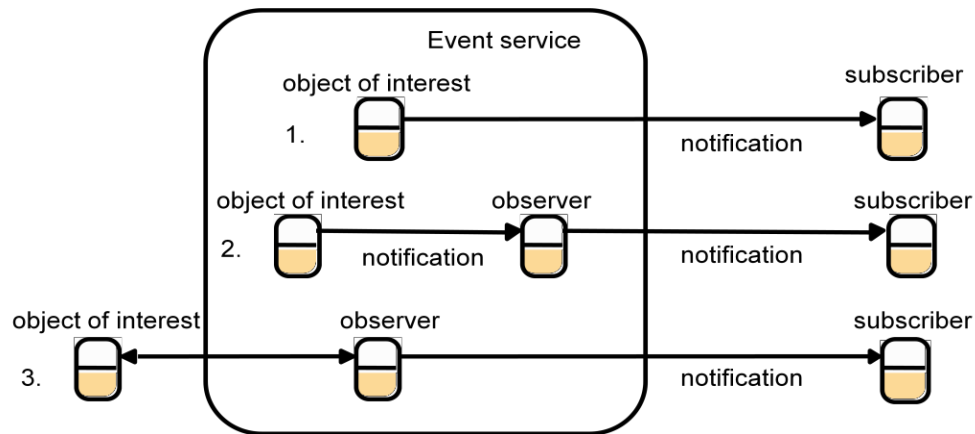 Event service
object of interest
subscriber
1.
notification
object of interest
observer
subscriber
2.
notification
notification
object of interest
observer
subscriber
3.
notification